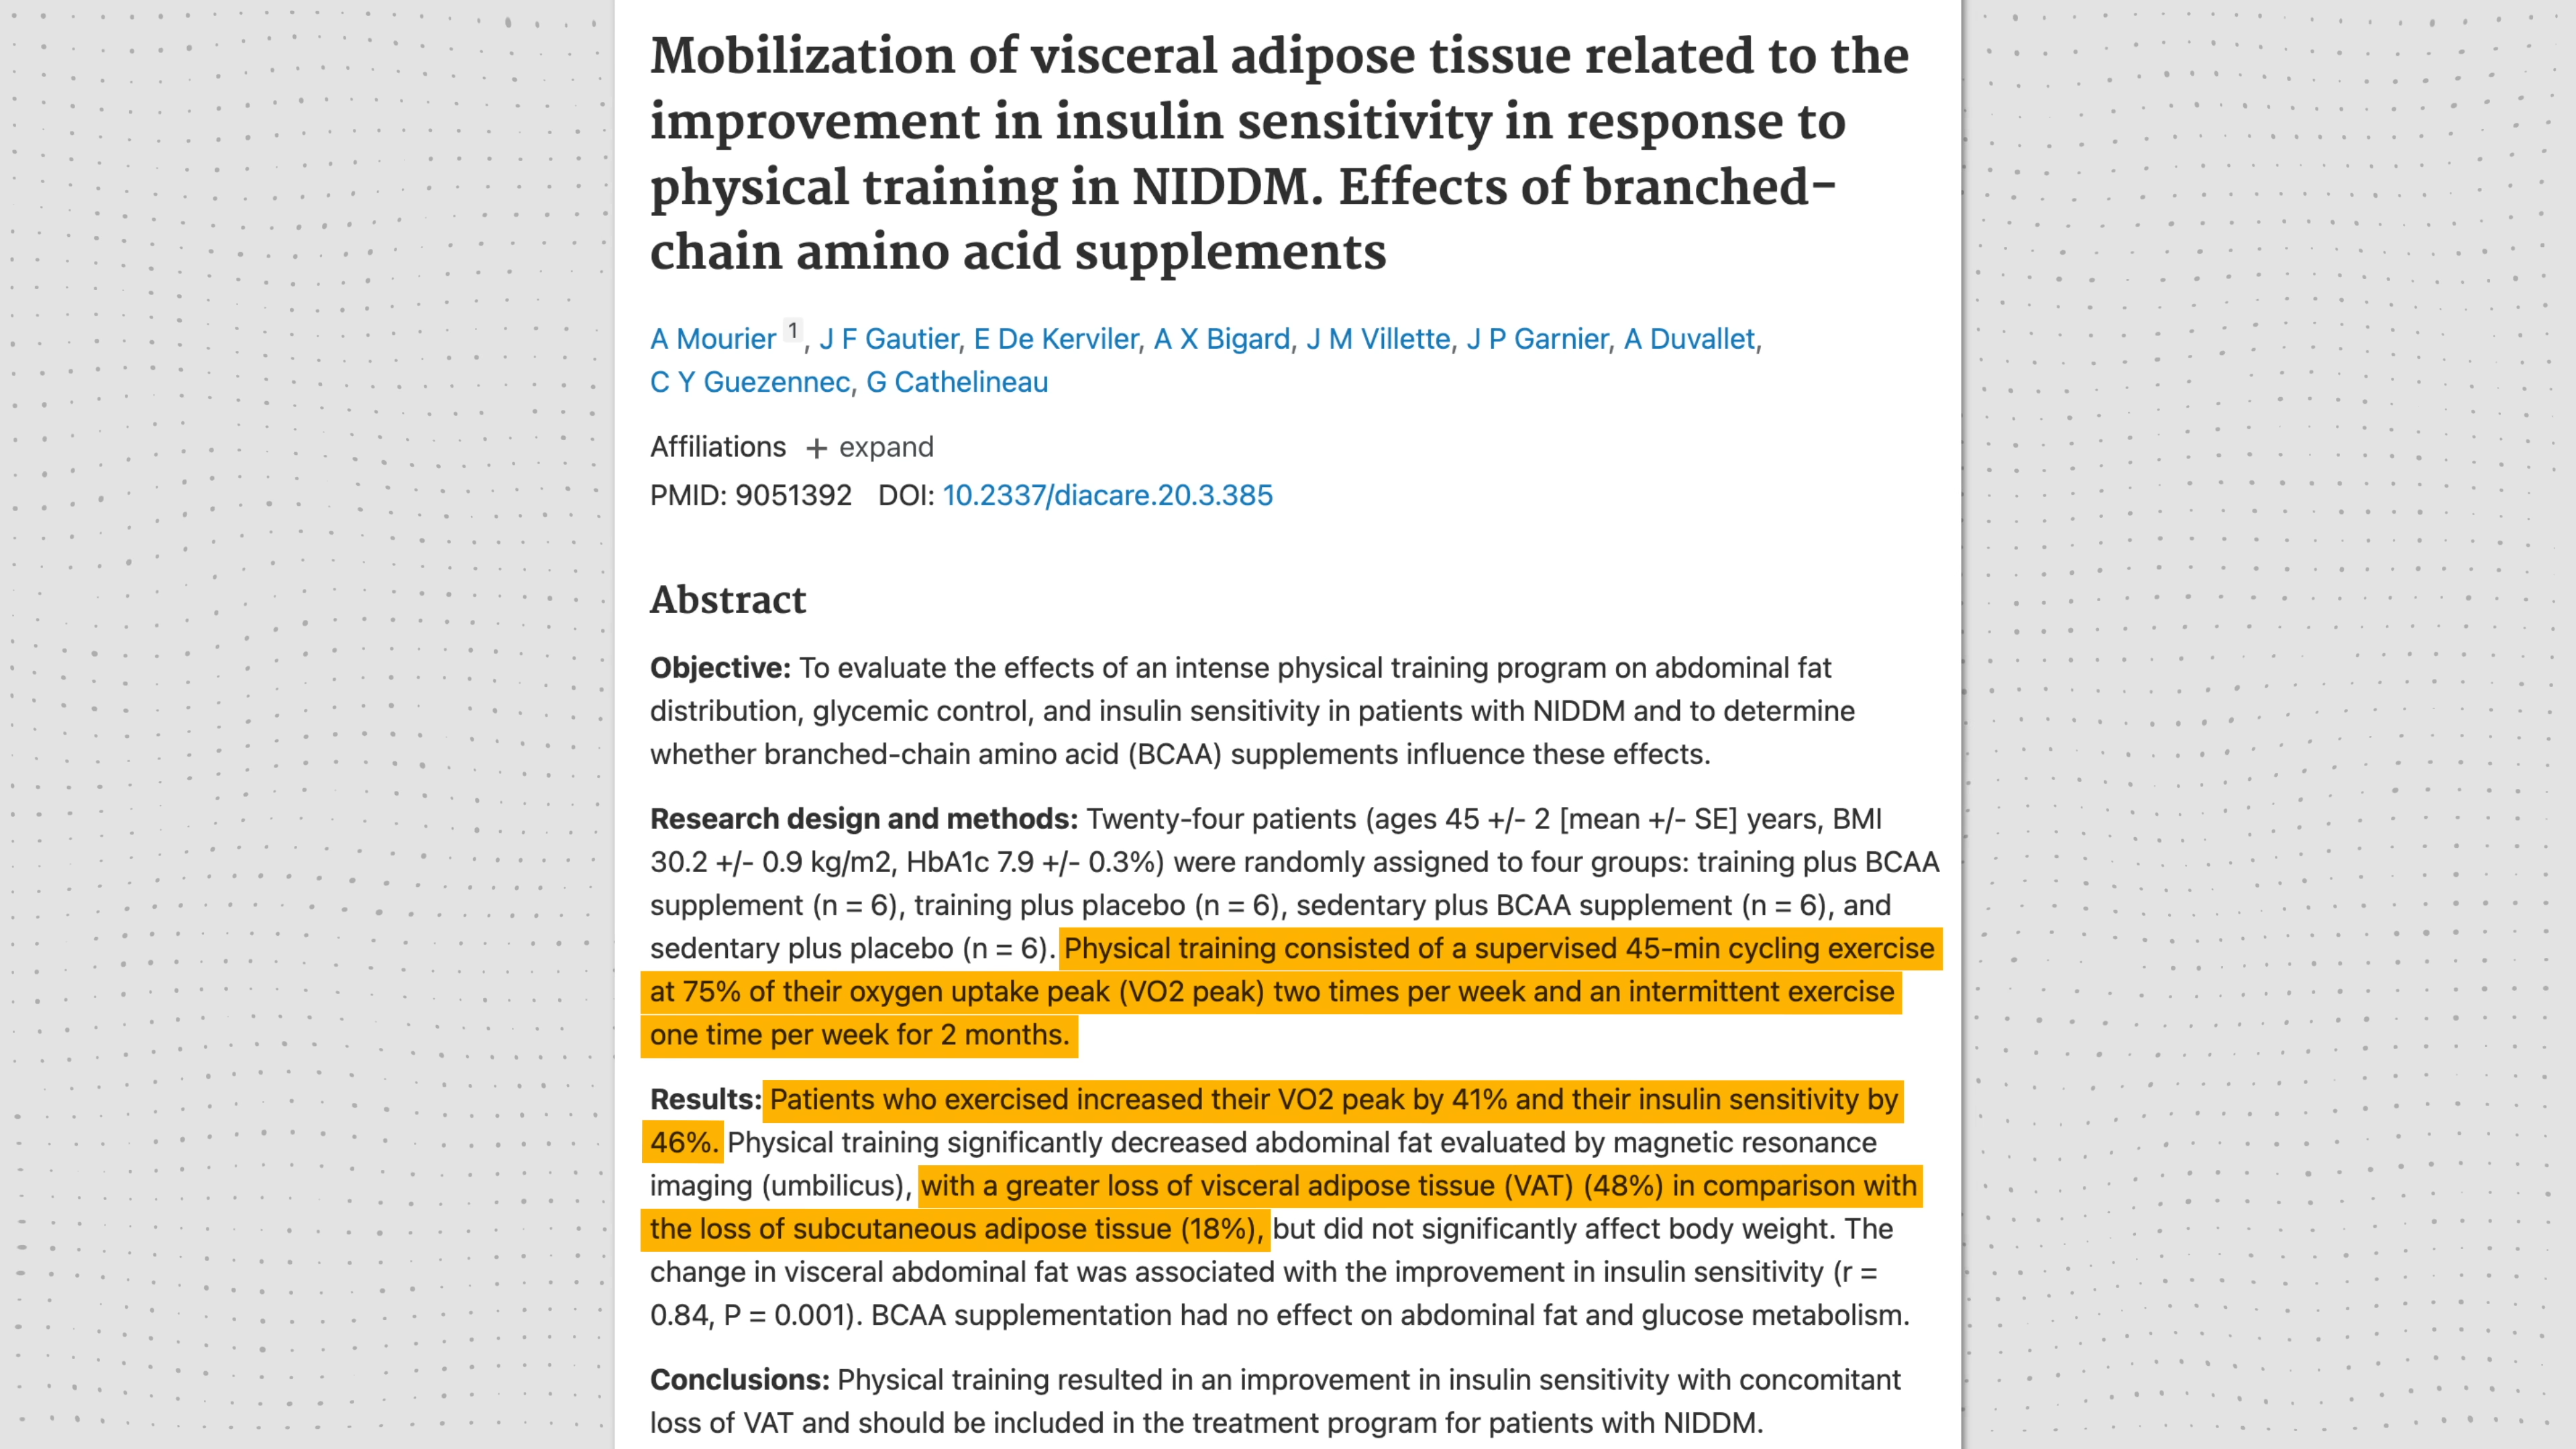 Mobilization of visceral adipose tissue related to the
improvement in insulin sensitivity in response to
physical training in NIDDM. Effects of branched-
chain amino acid supplements
A Mourier 1, J F Gautier, E De Kerviler, A X Bigard, J M Villette, J P Garnier, A Duvallet,
C Y Guezennec, G Cathelineau
Affiliations + expand
PMID: 9051392 DOI: 10.2337/diacare.20.3.385
Abstract
Objective: To evaluate the effects of an intense physical training program on abdominal fat
distribution, glycemic control, and insulin sensitivity in patients with NIDDM and to determine
whether branched-chain amino acid (BCAA) supplements influence these effects.
Research design and methods: Twenty-four patients (ages 45 +/- 2 [mean +/- SE] years, BMI
30.2 +/- 0.9 kg/m2, HbA1c 7.9 +/- 0.3%) were randomly assigned to four groups: training plus BCAA
supplement (n = 6), training plus placebo (n = 6), sedentary plus BCAA supplement (n = 6), and
sedentary plus placebo (n = 6). Physical training consisted of a supervised 45-min cycling exercise
at 75% of their oxygen uptake peak (VO2 peak) two times per week and an intermittent exercise
one time per week for 2 months.
Results: Patients who exercised increased their VO2 peak by 41% and their insulin sensitivity by
46%. Physical training significantly decreased abdominal fat evaluated by magnetic resonance
imaging (umbilicus), with a greater loss of visceral adipose tissue (VAT) (48%) in comparison with
the loss of subcutaneous adipose tissue (18%), but did not significantly affect body weight. The
change in visceral abdominal fat was associated with the improvement in insulin sensitivity (r =
0.84, P = 0.001). BCAA supplementation had no effect on abdominal fat and glucose metabolism.
Conclusions: Physical training resulted in an improvement in insulin sensitivity with concomitant
loss of VAT and should be included in the treatment program for patients with NIDDM.